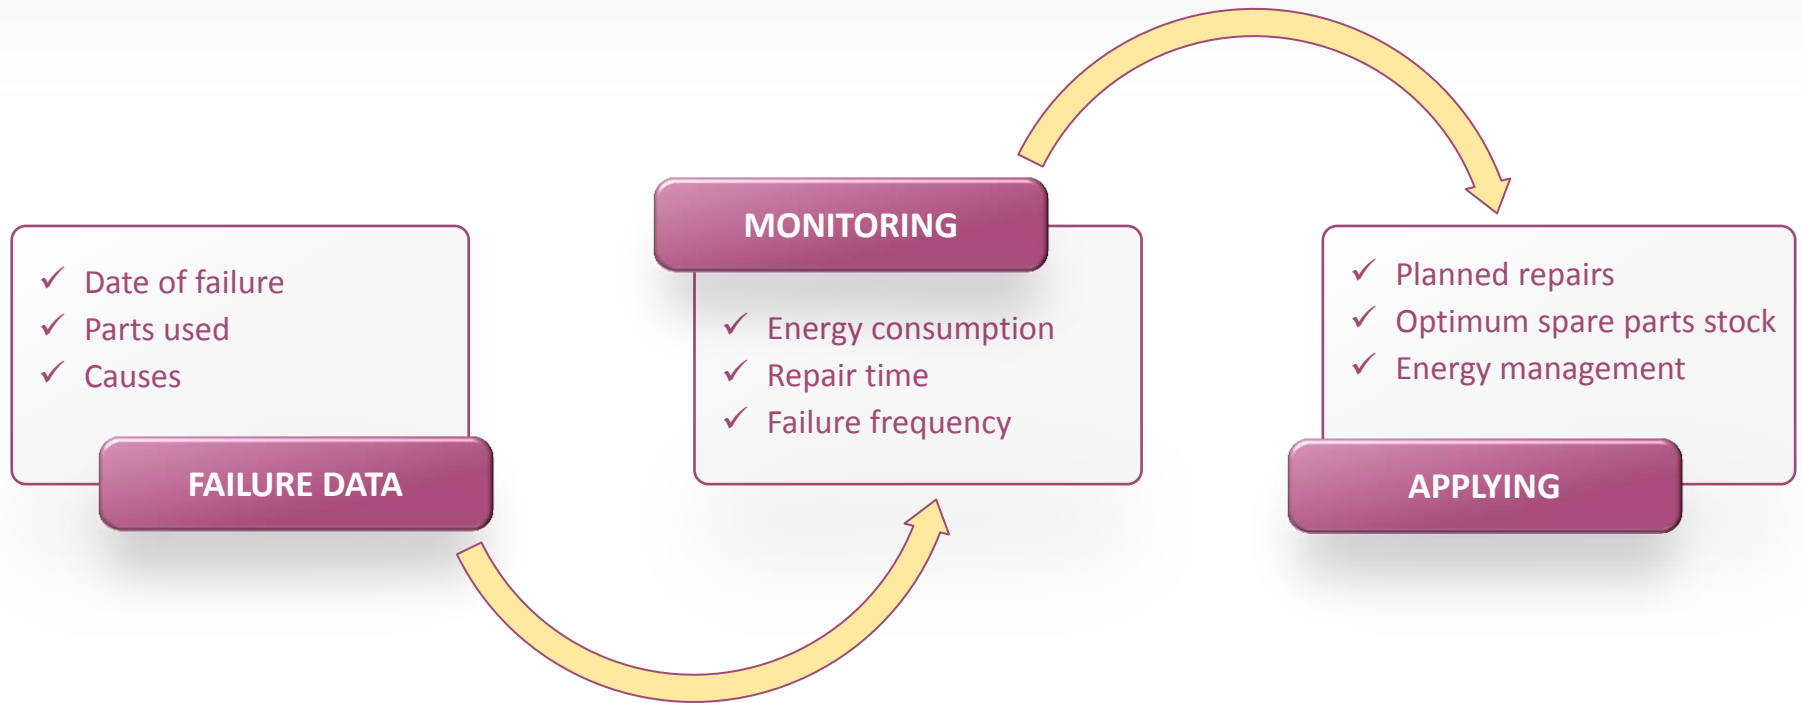 ✓ Date of failure
✓ Parts used
✓ Causes
FAILURE DATA
MONITORING
✓ Energy consumption
✓ Repair time
✓ Failure frequency
✓ Planned repairs
✓ Optimum spare parts stock
✓ Energy management
APPLYING